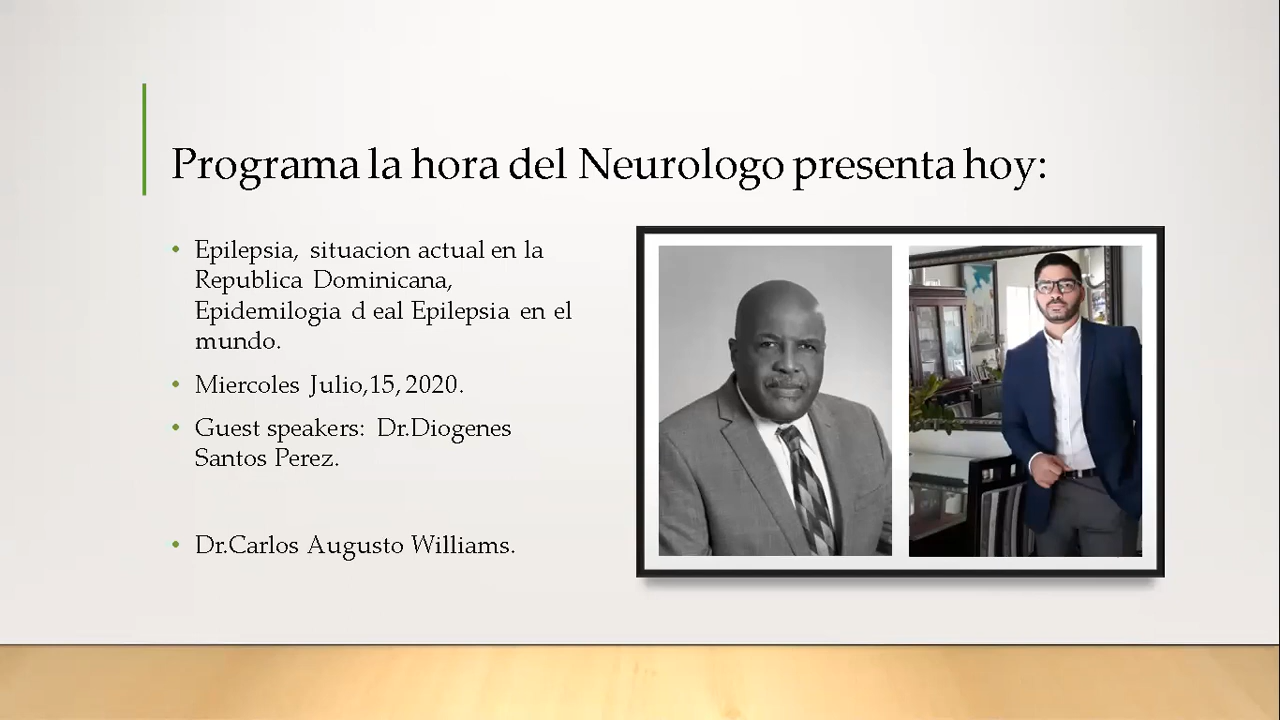 Programa la hora del Neurologo presenta hoy:
• Epilepsia, situacion actual en la
Republica Dominicana,
Epidemilogia d eal Epilepsia en el
mundo.
• Miercoles Julio,15, 2020.
• Guest speakers: Dr.Diogenes
Santos Perez.
• Dr.Carlos Augusto Williams.